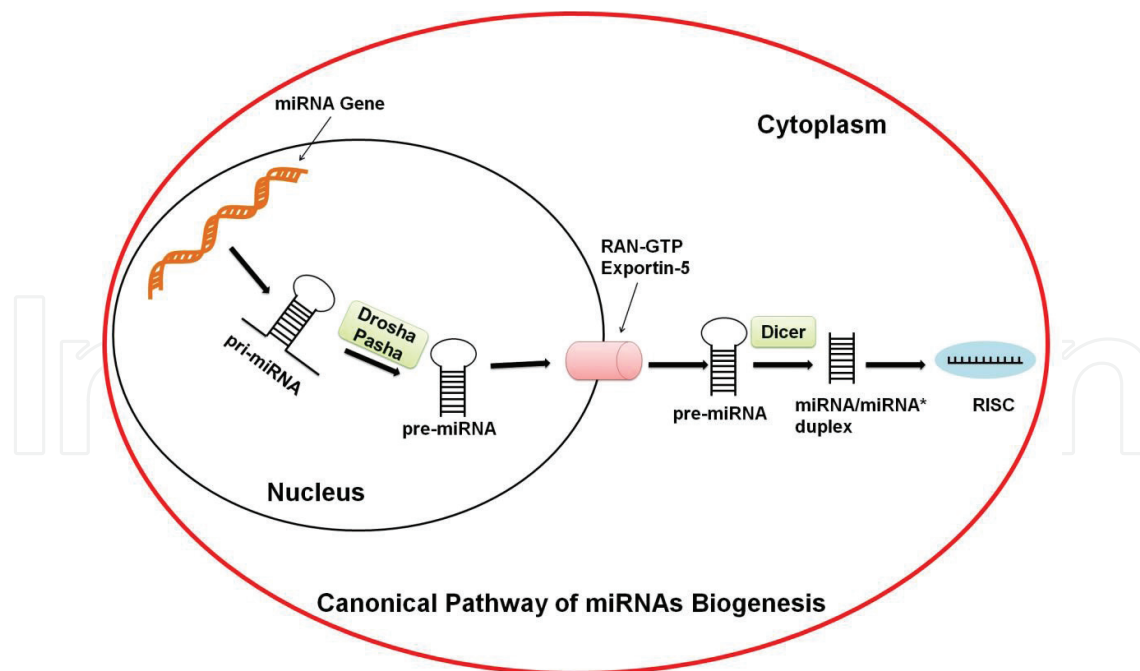 miRNA Gene
Cytoplasm
RAN-GTP
Exportin-5
Drosha
Pasha
Dicer
pri-miRNA
pre-miRNA
pre-miRNA
miRNA/miRNA*
duplex
RISC
Nucleus
Canonical Pathway of miRNAs Biogenesis